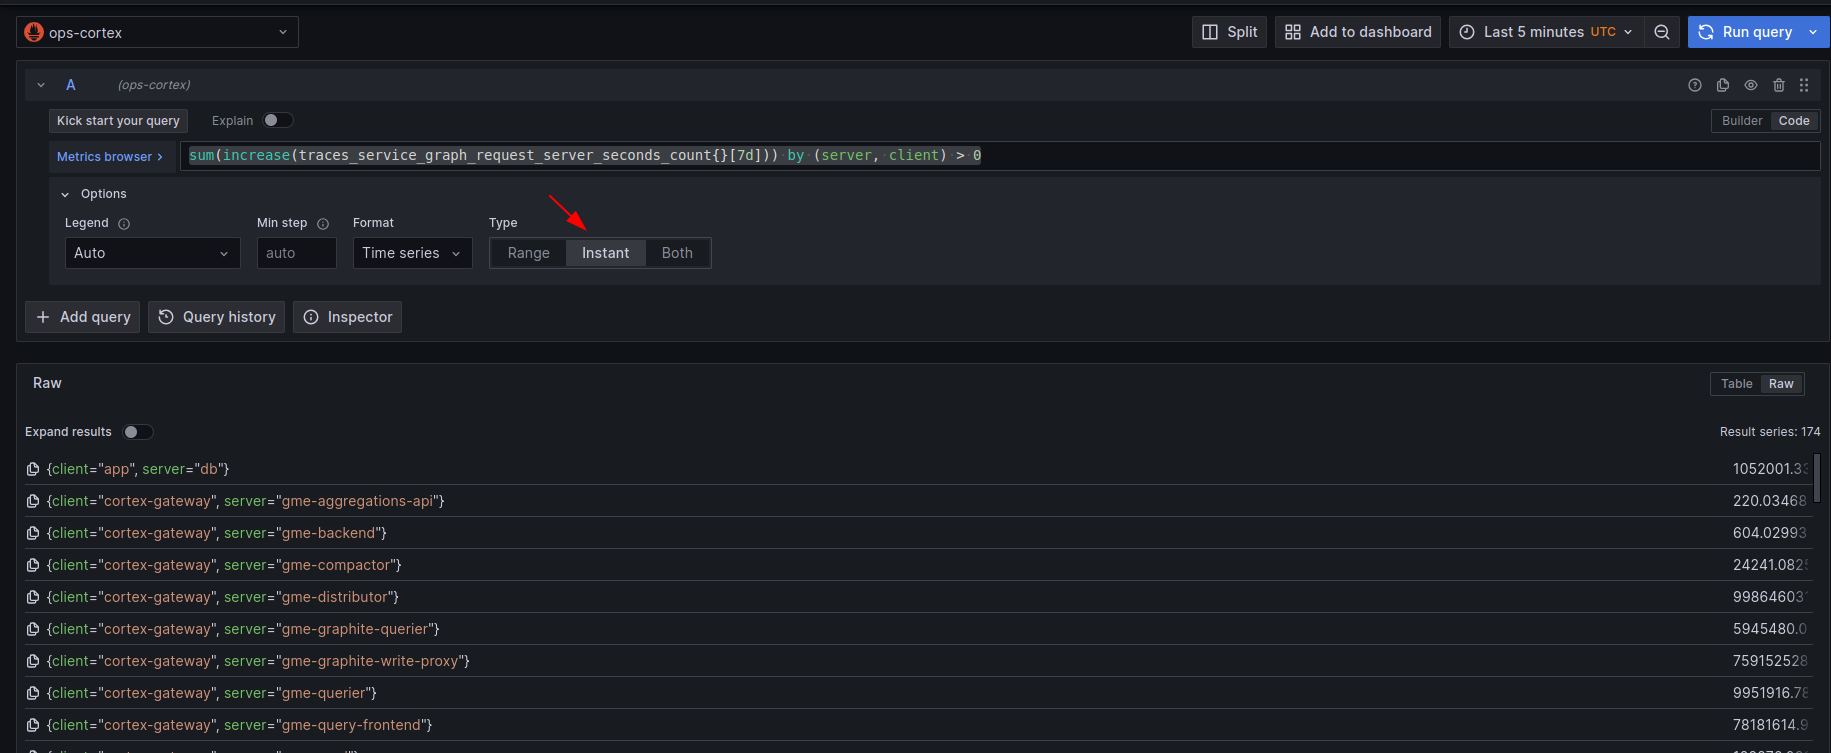 ops-cortex Split Add to dashboard Last 5 minutes UTC Run query
A (ops-cortex)
Kick start your query Explain Builder Code
Metrics browser > sum(increase(traces_service_graph_request_server_seconds_count{}[7d])) by (server, client) > 0
Options
Legend Min step Format Type
Auto auto Time series Range Instant Both
+ Add query Query history Inspector
Raw Table Raw
Expand results Result series: 174
{client="app", server="db"} 1052001.33
{client="cortex-gateway", server="gme-aggregations-api"} 220.03468
{client="cortex-gateway", server="gme-backend"} 604.02993
{client="cortex-gateway", server="gme-compactor"} 24241.082
{client="cortex-gateway", server="gme-distributor"} 99864603
{client="cortex-gateway", server="gme-graphite-querier"} 5945480.0
{client="cortex-gateway", server="gme-graphite-write-proxy"} 759152528
{client="cortex-gateway", server="gme-querier"} 9951916.78
{client="cortex-gateway", server="gme-query-frontend"} 78181614.9